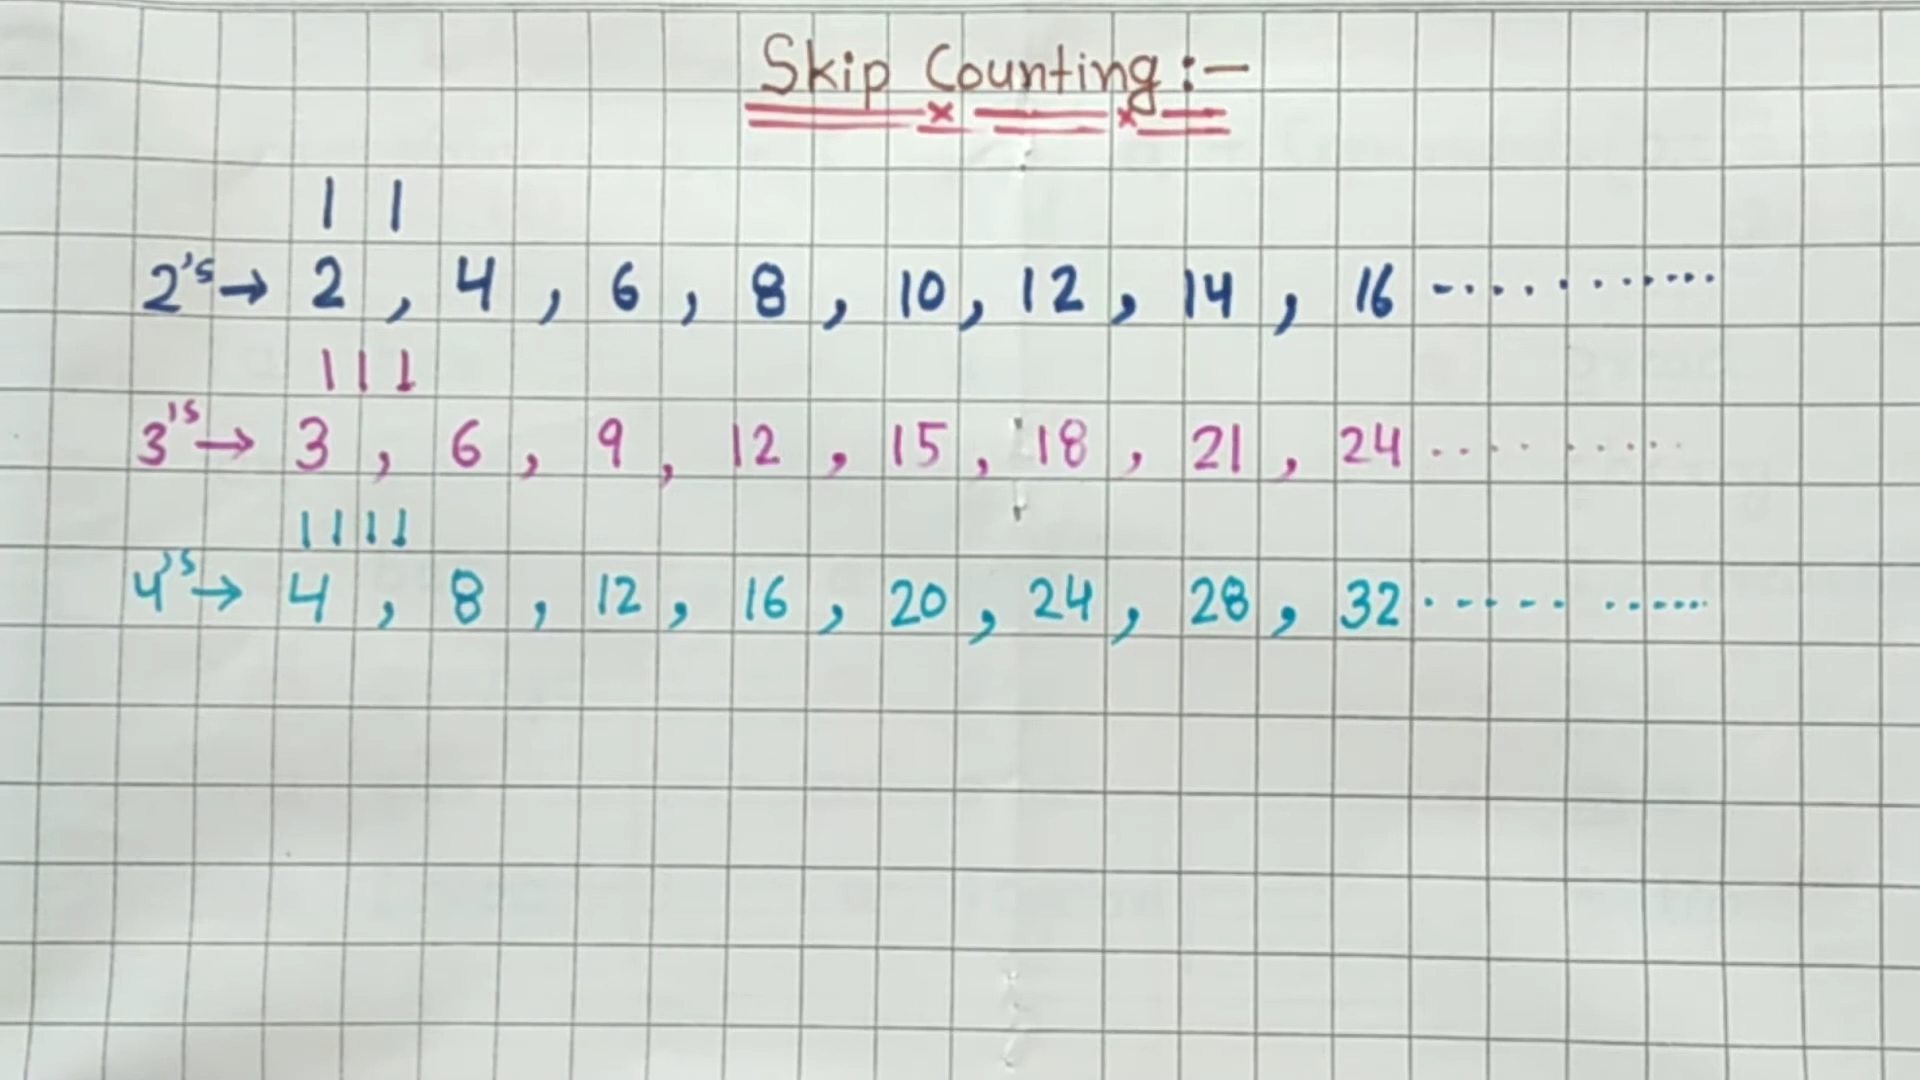 Skip Counting :-
| |
2's → 2 , 4 , 6 , 8 , 10 , 12 , 14 , 16 ............
| | |
3's → 3 , 6 , 9 , 12 , 15 , 18 , 21 , 24 ..........
| | | |
4's → 4 , 8 , 12 , 16 , 20 , 24 , 28 , 32 ...........